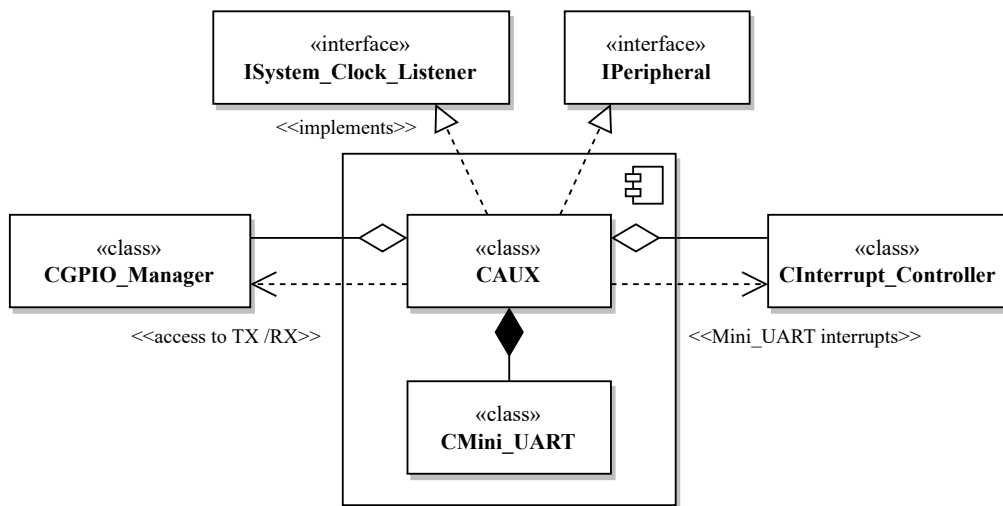 «interface»
ISystem_Clock_Listener
«interface»
IPeripheral
<<implements>>
«class»
CGPIO_Manager
«class»
CAUX
«class»
CInterrupt_Controller
<<access to TX /RX>>
<<Mini_UART interrupts>>
«class»
CMini_UART